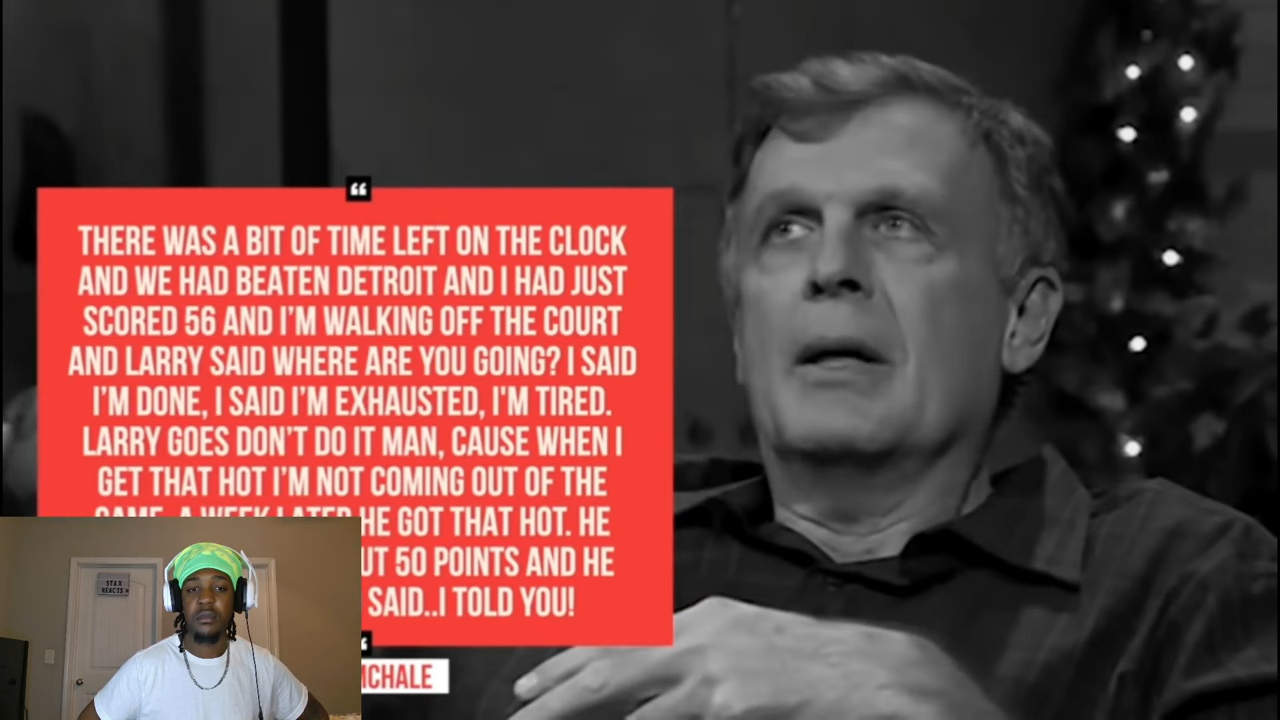 “
THERE WAS A BIT OF TIME LEFT ON THE CLOCK
AND WE HAD BEATEN DETROIT AND I HAD JUST
SCORED 56 AND I'M WALKING OFF THE COURT
AND LARRY SAID WHERE ARE YOU GOING? I SAID
I'M DONE, I SAID I'M EXHAUSTED, I'M TIRED.
LARRY GOES DON'T DO IT MAN, CAUSE WHEN I
GET THAT HOT I'M NOT COMING OUT OF THE
GAME. A WEEK LATER HE GOT THAT HOT. HE
50 POINTS AND HE
SAID..I TOLD YOU!
STAX
REACTS